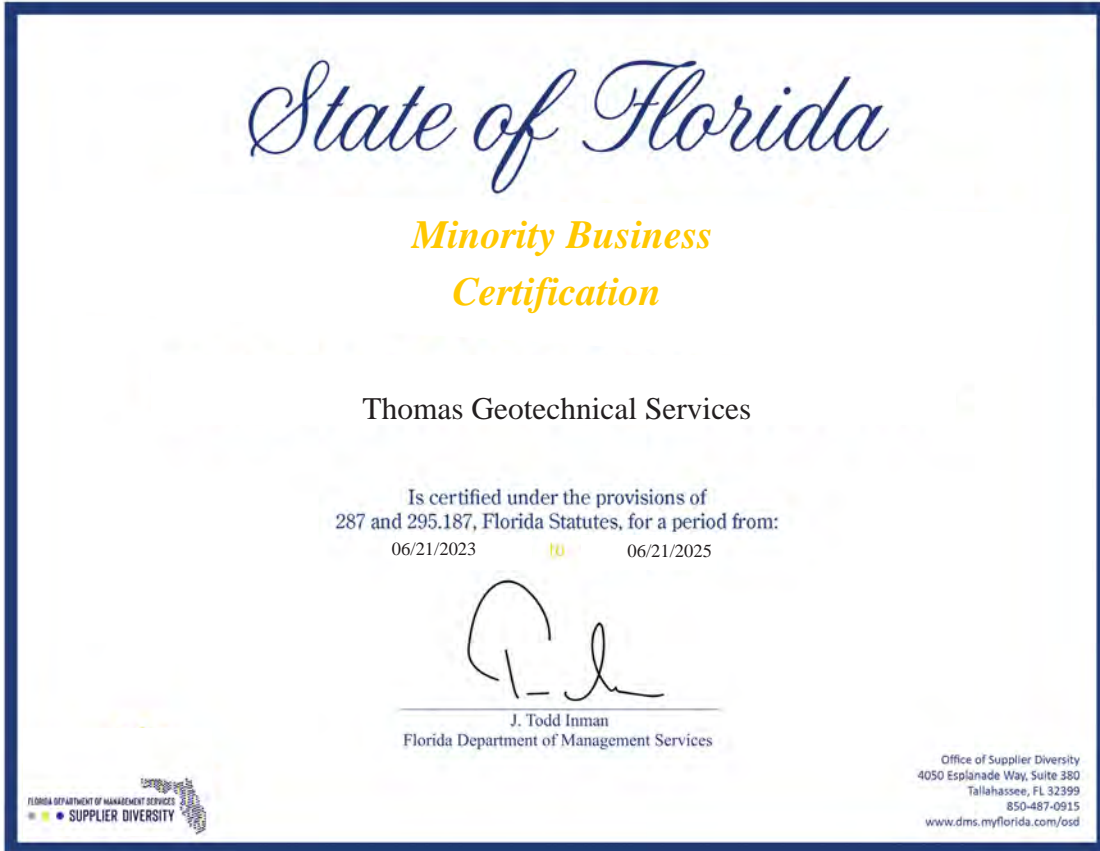 State of Florida
Minority Business
Certification
Thomas Geotechnical Services
Is certified under the provisions of
287 and 295.187, Florida Statutes, for a period from:
06/21/2023 to 06/21/2025
J. Todd Inman
Florida Department of Management Services
FLORIDA DEPARTMENT OF MANAGEMENT SERVICES
SUPPLIER DIVERSITY
Office of Supplier Diversity
4050 Esplanade Way, Suite 380
Tallahassee, FL 32399
850-487-0915
www.dms.myflorida.com/osd